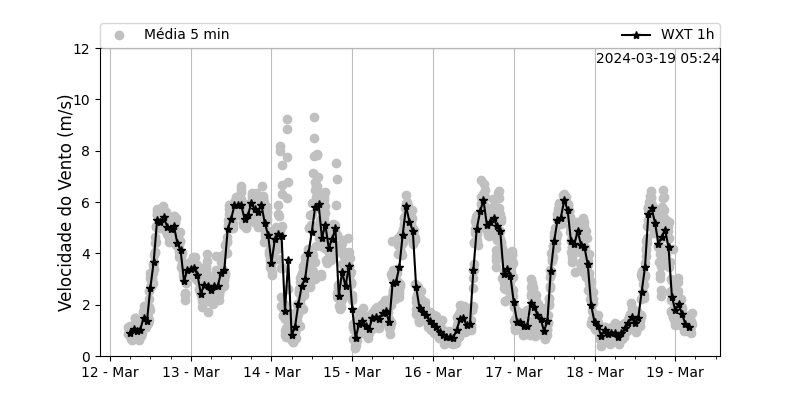 Média 5 min
WXT 1h
2024-03-19 05:24
Velocidade do Vento (m/s)
12
10
8
6
4
2
0
12 - Mar 13 - Mar 14 - Mar 15 - Mar 16 - Mar 17 - Mar 18 - Mar 19 - Mar